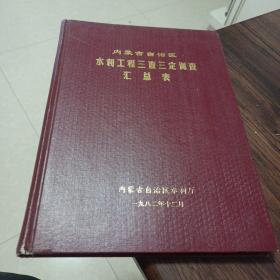 内蒙古自治区
水利工程三查三定调查
汇总表
内蒙古自治区水利厅
一九八二年十二月